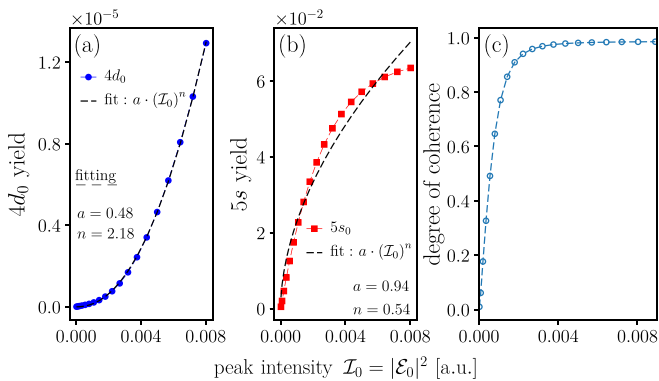 ×10⁻⁵
(a)
4d₀
fit : a · (ℐ₀)ⁿ
fitting
a = 0.48
n = 2.18
4d₀ yield
1.2
0.8
0.4
0.0
0.000
0.004
0.008
×10⁻²
(b)
5s₀
fit : a · (ℐ₀)ⁿ
a = 0.94
n = 0.54
5s yield
6
4
2
0
0.000
0.004
0.008
(c)
degree of coherence
1.0
0.8
0.6
0.4
0.2
0.0
0.000
0.004
0.008
peak intensity ℐ₀ = |ℰ₀|² [a.u.]